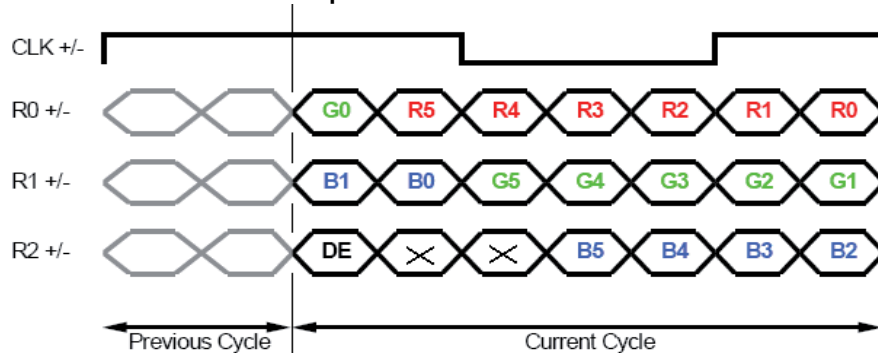 CLK +/-
R0 +/- G0 R5 R4 R3 R2 R1 R0
R1 +/- B1 B0 G5 G4 G3 G2 G1
R2 +/- DE B5 B4 B3 B2
Previous Cycle Current Cycle